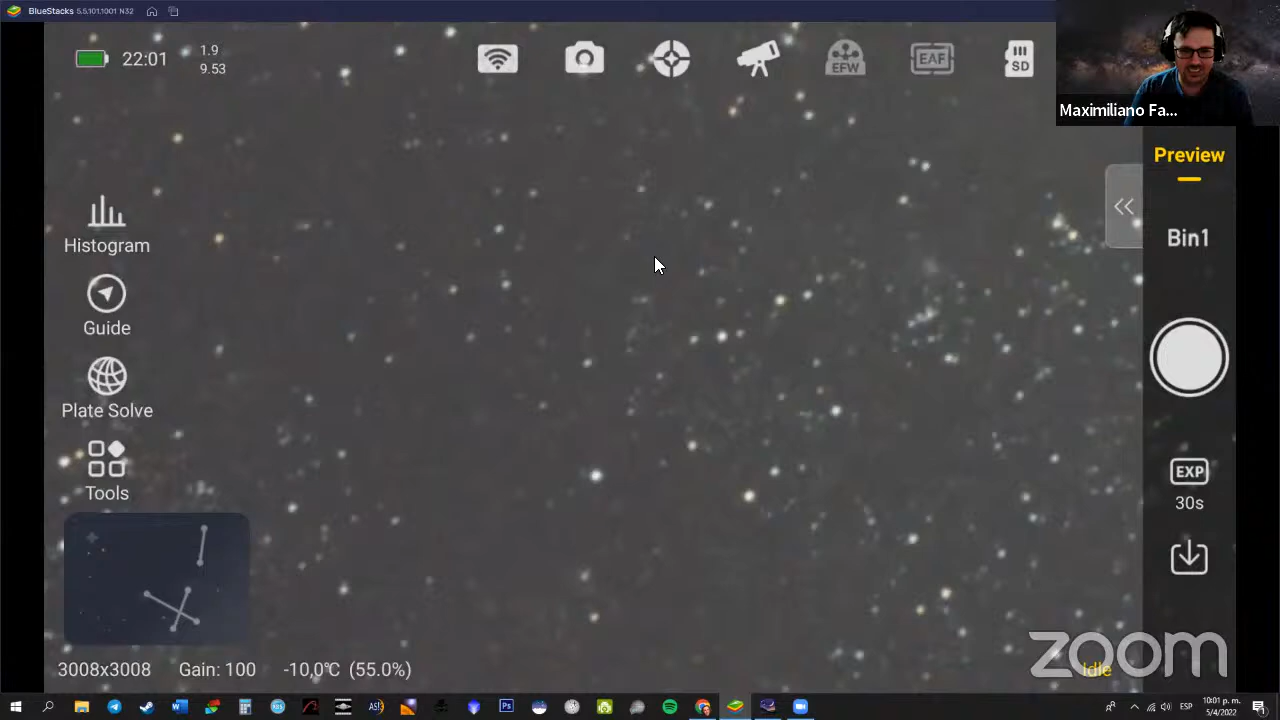 BlueStacks 5.5.101.1001 N32
22:01
1.9
9.53
EFW
EAF
SD
Maximiliano Fa...
Preview
Bin1
Histogram
Guide
Plate Solve
Tools
EXP
30s
3008x3008 Gain: 100 -10,0℃ (55.0%)
Idle
zoom
ESP
10:01 p. m.
5/4/2022